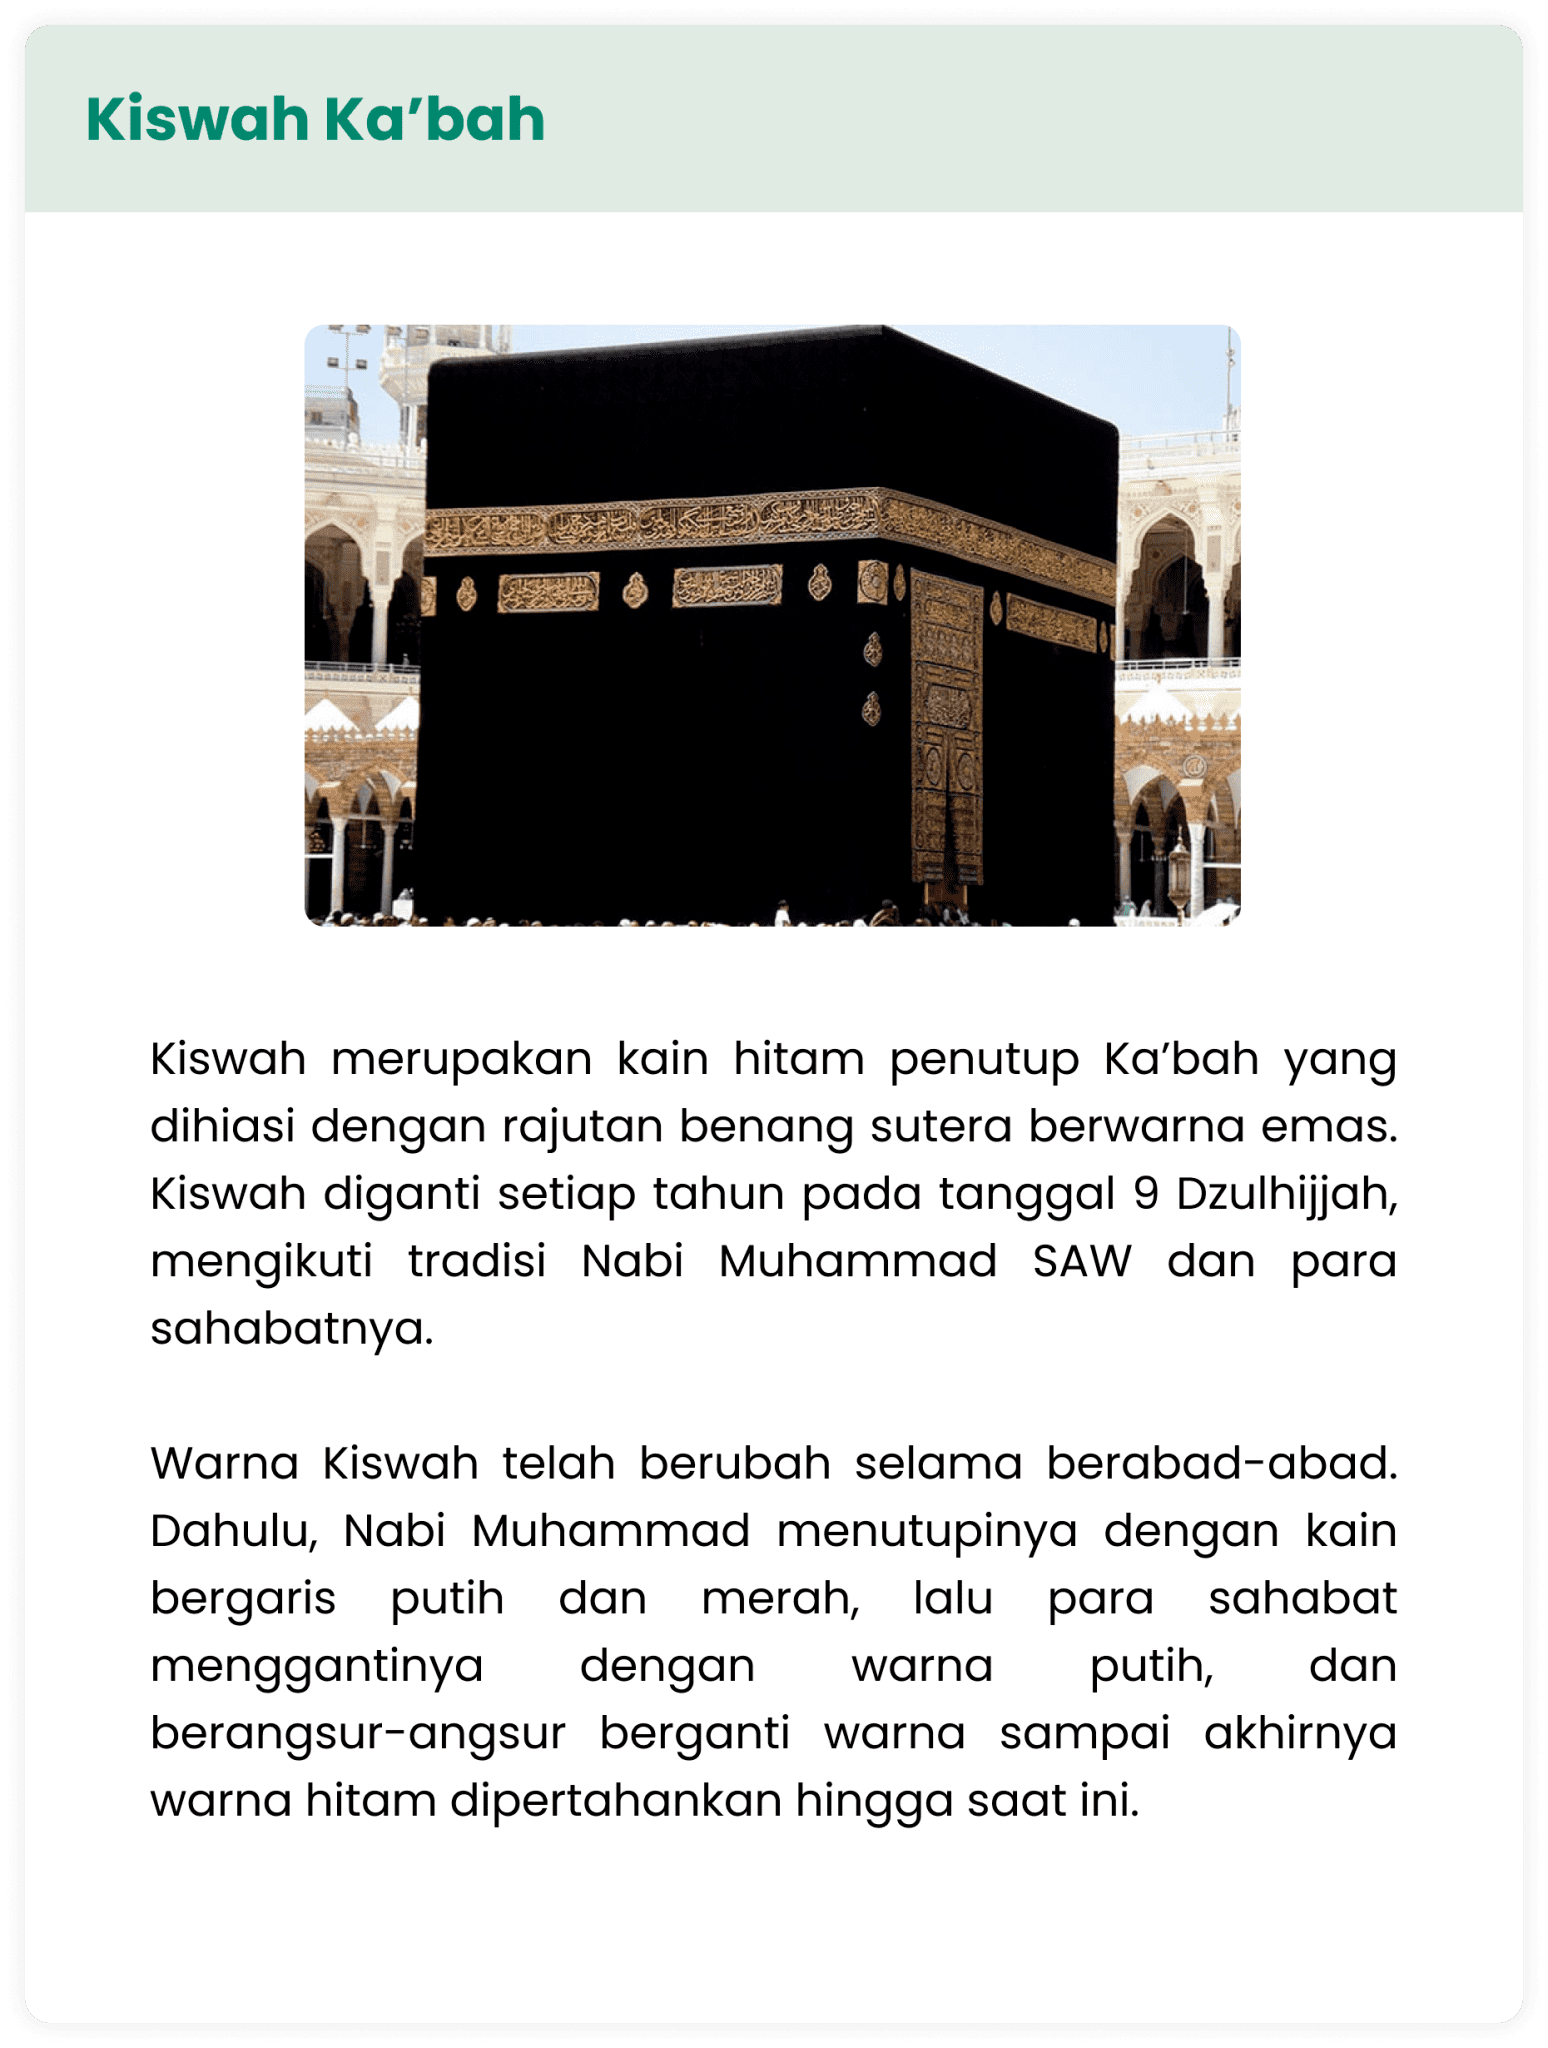 Kiswah Ka’bah
Kiswah merupakan kain hitam penutup Ka’bah yang
dihiasi dengan rajutan benang sutera berwarna emas.
Kiswah diganti setiap tahun pada tanggal 9 Dzulhijjah,
mengikuti tradisi Nabi Muhammad SAW dan para
sahabatnya.
Warna Kiswah telah berubah selama berabad-abad.
Dahulu, Nabi Muhammad menutupinya dengan kain
bergaris putih dan merah, lalu para sahabat
menggantinya dengan warna putih, dan
berangsur-angsur berganti warna sampai akhirnya
warna hitam dipertahankan hingga saat ini.